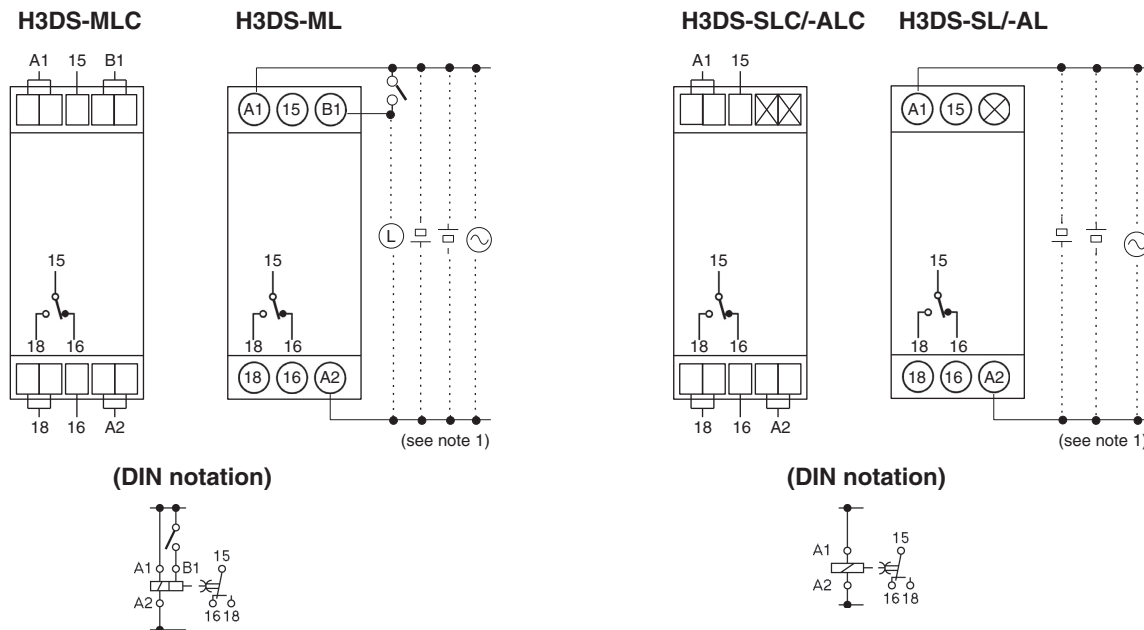 H3DS-MLC H3DS-ML H3DS-SLC/-ALC H3DS-SL/-AL
A1 15 B1 A1 15
A1 15 B1 A1 15
L
15 15 15 15
18 16 18 16 18 16 18 16
18 16 A2 18 16 A2
18 16 A2 18 16 A2
(see note 1) (see note 1)
(DIN notation) (DIN notation)
15 15
A1 B1 A1
A2 A2
16 18 16 18